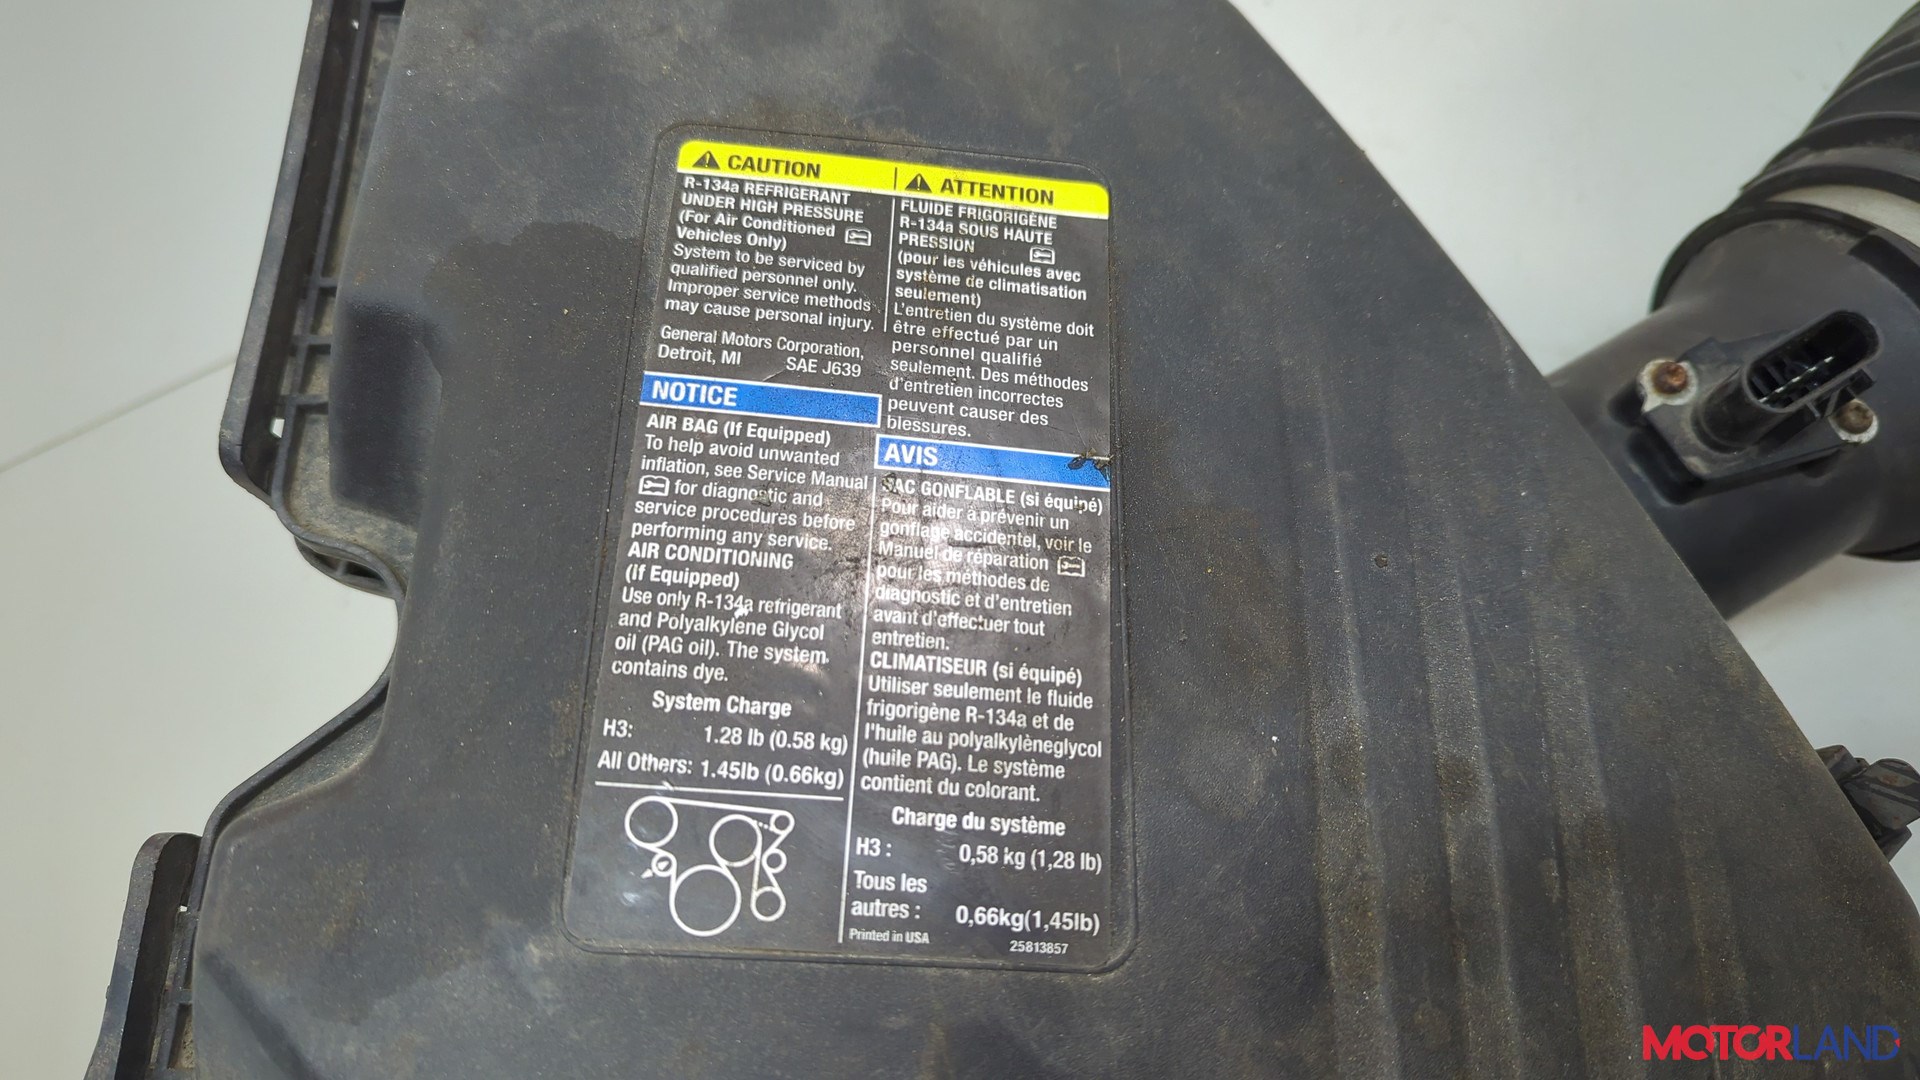 CAUTION
R-134a REFRIGERANT
UNDER HIGH PRESSURE
(For Air Conditioned
Vehicles Only)
System to be serviced by
qualified personnel only.
Improper service methods
may cause personal injury.
General Motors Corporation,
Detroit, MI SAE J639
NOTICE
AIR BAG (If Equipped)
To help avoid unwanted
inflation, see Service Manual
for diagnostic and
service procedures before
performing any service.
AIR CONDITIONING
(if Equipped)
Use only R-134a refrigerant
and Polyalkylene Glycol
oil (PAG oil). The system
contains dye.
System Charge
H3: 1.28 lb (0.58 kg)
All Others: 1.45lb (0.66kg)
ATTENTION
FLUIDE FRIGORIGÈNE
R-134a SOUS HAUTE
PRESSION
(pour les véhicules avec
système de climatisation
seulement)
L'entretien du système doit
être effectué par un
personnel qualifié
seulement. Des méthodes
d'entretien incorrectes
peuvent causer des
blessures.
AVIS
SAC GONFLABLE (si équipé)
Pour aider à prévenir un
gonflage accidentel, voir le
Manuel de réparation
pour les méthodes de
diagnostic et d'entretien
avant d'effectuer tout
entretien.
CLIMATISEUR (si équipé)
Utiliser seulement le fluide
frigorigène R-134a et de
l'huile au polyalkylèneglycol
(huile PAG). Le système
contient du colorant.
Charge du système
H3 : 0,58 kg (1,28 lb)
Tous les
autres : 0,66kg(1,45lb)
Printed in USA 25813857
MOTORLAND